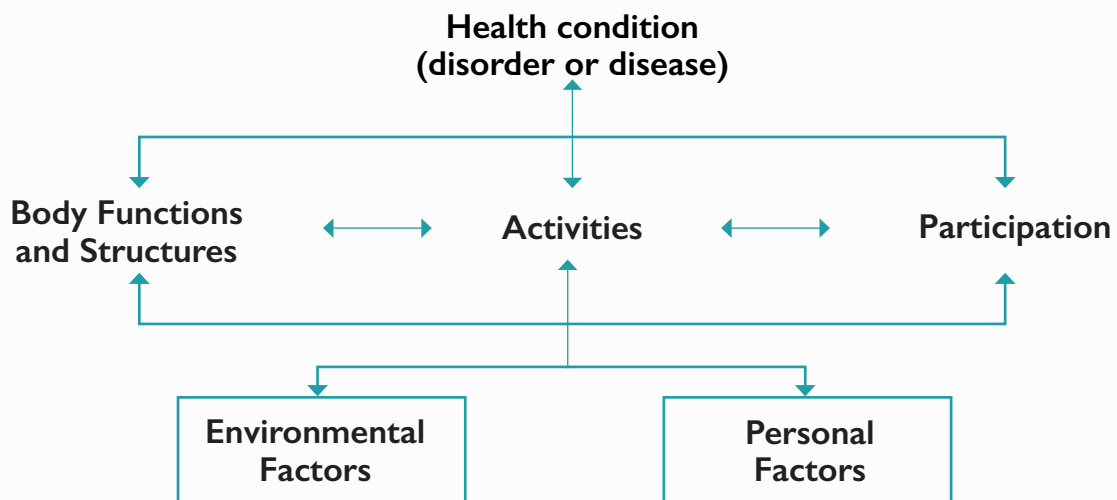 Health condition
(disorder or disease)
Body Functions
and Structures
Activities
Participation
Environmental
Factors
Personal
Factors